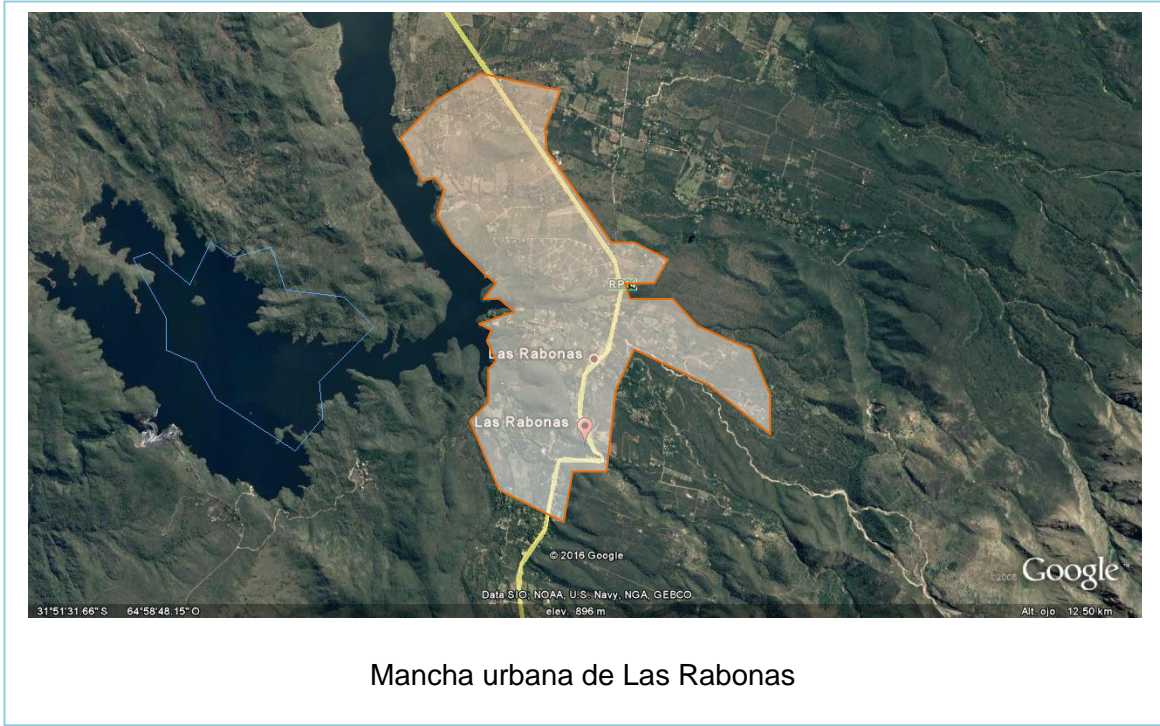 RP14
Las Rabonas
Las Rabonas
© 2016 Google
©2008 Google
Data SIO, NOAA, U.S. Navy, NGA, GEBCO
31°51'31.66" S 64°58'48.15" O elev. 896 m Alt. ojo 12.50 km
Mancha urbana de Las Rabonas